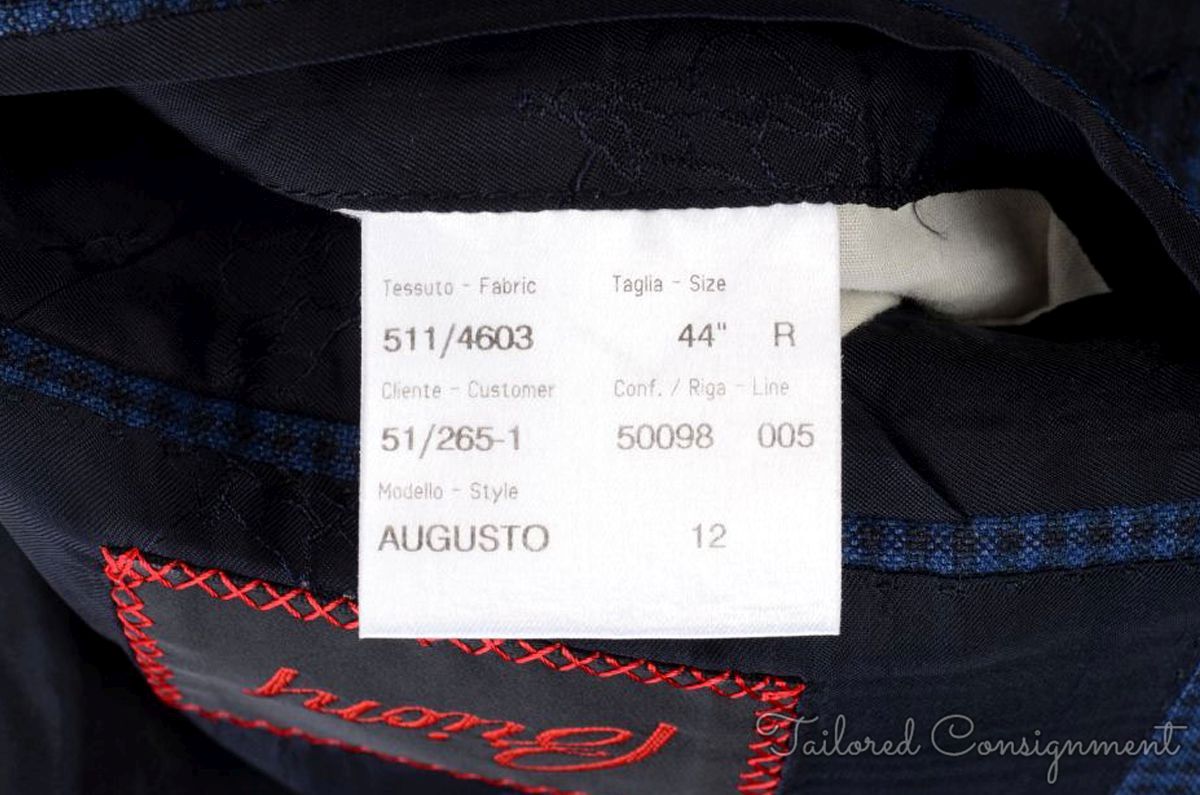 Tessuto - Fabric Taglia - Size
511/4603 44" R
Cliente - Customer Conf. / Riga - Line
51/265-1 50098 005
Modello - Style
AUGUSTO 12
Brioni
Tailored Consignment